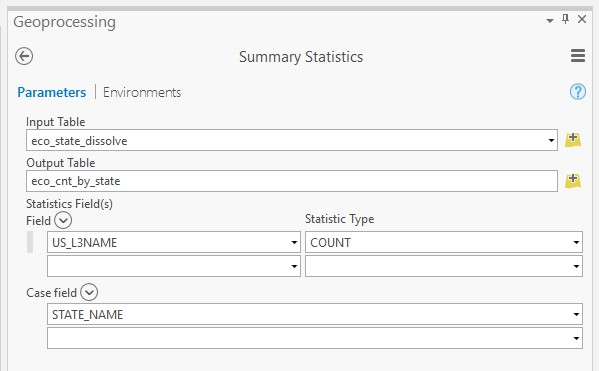 Geoprocessing
Summary Statistics
Parameters | Environments
Input Table
eco_state_dissolve
Output Table
eco_cnt_by_state
Statistics Field(s)
Field Statistic Type
US_L3NAME COUNT
Case field
STATE_NAME